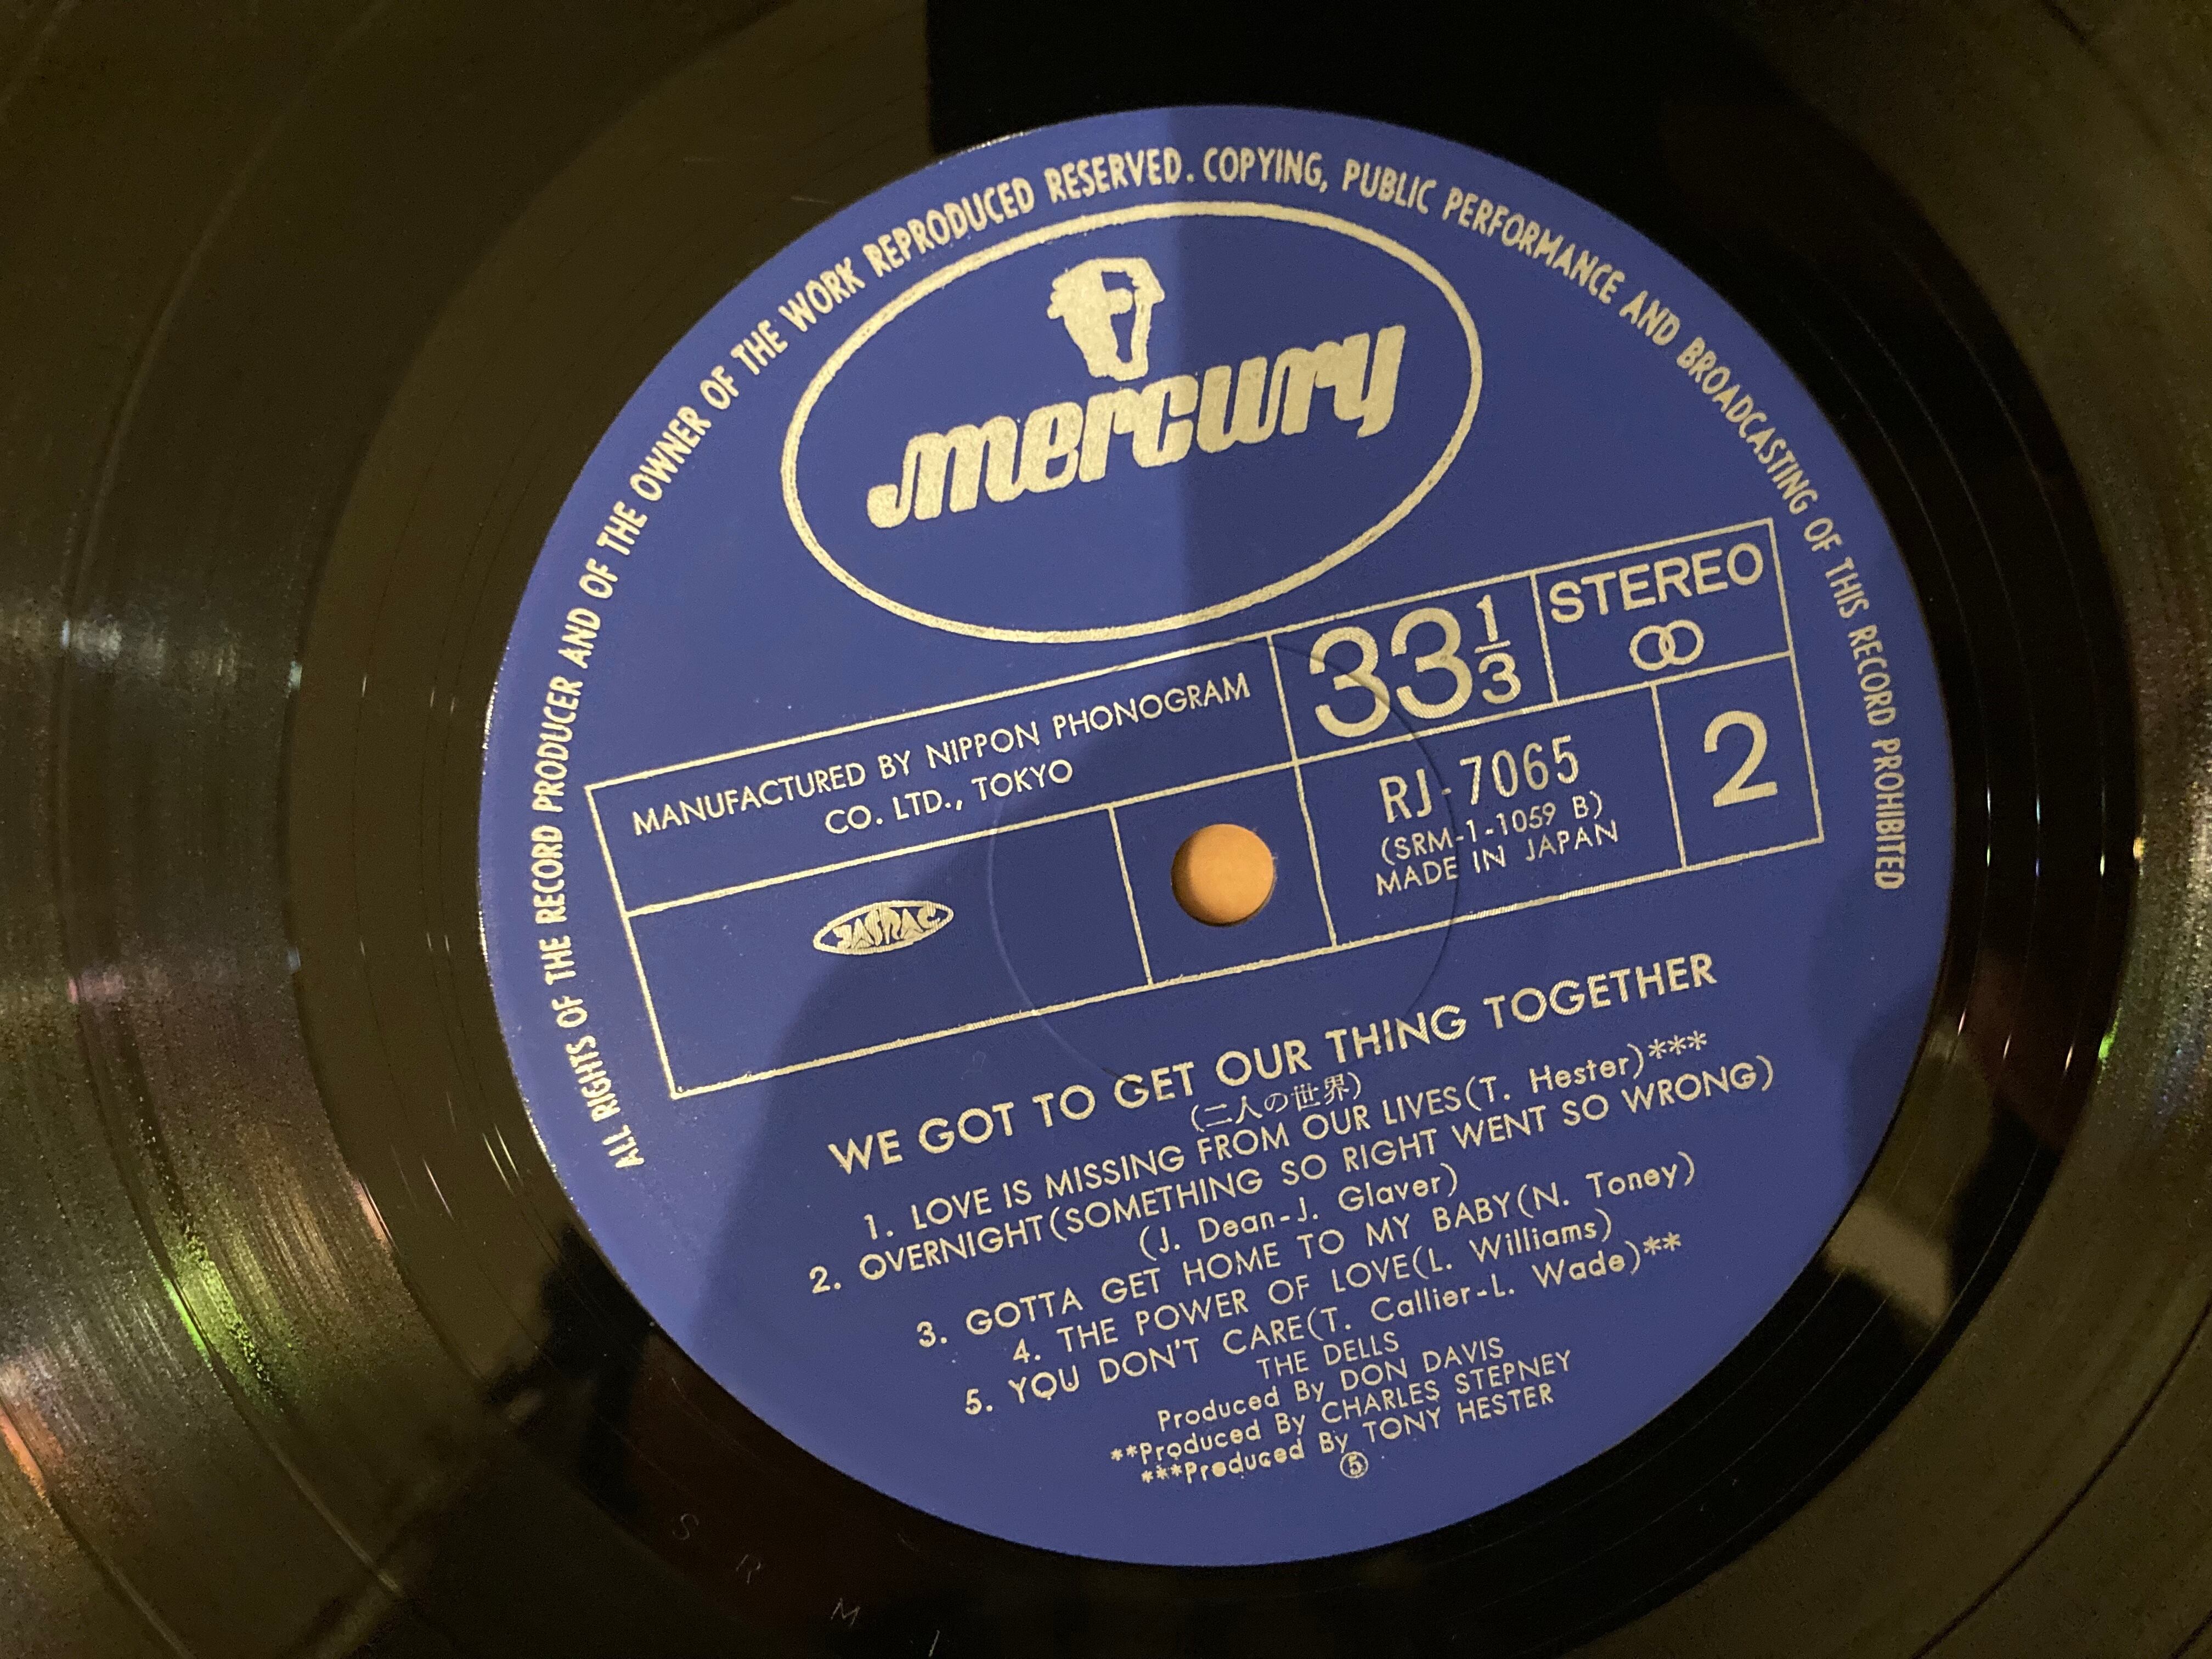 ALL RIGHTS OF THE RECORD PRODUCER AND OF THE OWNER OF THE WORK REPRODUCED RESERVED. COPYING, PUBLIC PERFORMANCE AND BROADCASTING OF THIS RECORD PROHIBITED
mercury
MANUFACTURED BY NIPPON PHONOGRAM
CO. LTD., TOKYO
33 1/3
STEREO
JASRAC
RJ-7065
(SRM-1-1059 B)
MADE IN JAPAN
2
WE GOT TO GET OUR THING TOGETHER
(二人の世界)
1. LOVE IS MISSING FROM OUR LIVES(T. Hester)***
2. OVERNIGHT(SOMETHING SO RIGHT WENT SO WRONG)
(J. Dean-J. Glaver)
3. GOTTA GET HOME TO MY BABY(N. Toney)
4. THE POWER OF LOVE(L. Williams)
5. YOU DON'T CARE(T. Callier-L. Wade)**
THE DELLS
Produced By DON DAVIS
**Produced By CHARLES STEPNEY
***Produced By TONY HESTER
⑤
S R M 1